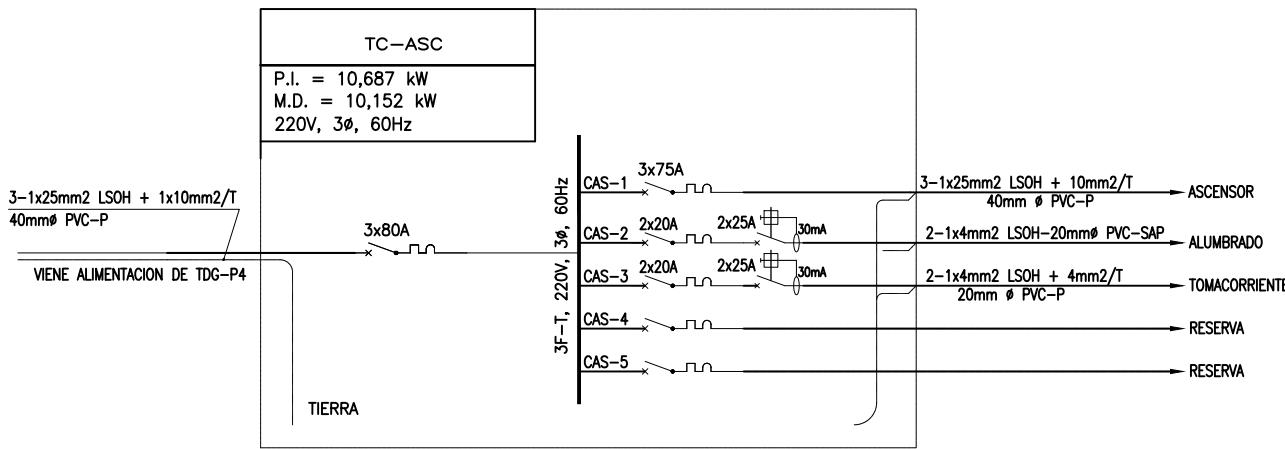 TC-ASC
P.I. = 10,687 kW
M.D. = 10,152 kW
220V, 3ø, 60Hz
3-1x25mm2 LSOH + 1x10mm2/T
40mmø PVC-P
VIENE ALIMENTACION DE TDG-P4
3x80A
TIERRA
3F-T, 220V, 3ø, 60Hz
CAS-1
3x75A
3-1x25mm2 LSOH + 10mm2/T
40mm ø PVC-P
ASCENSOR
CAS-2
2x20A
2x25A
30mA
2-1x4mm2 LSOH-20mmø PVC-SAP
ALUMBRADO
CAS-3
2x20A
2x25A
30mA
2-1x4mm2 LSOH + 4mm2/T
20mm ø PVC-P
TOMACORRIENTE
CAS-4
RESERVA
CAS-5
RESERVA